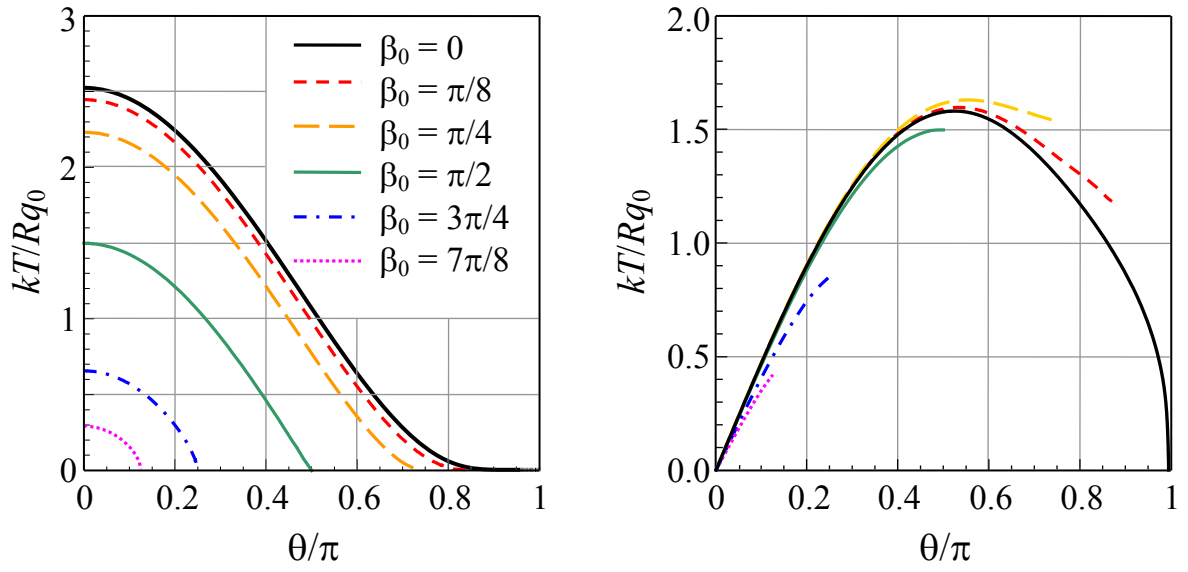 3
2
1
0
kT/Rq₀
β₀ = 0
β₀ = π/8
β₀ = π/4
β₀ = π/2
β₀ = 3π/4
β₀ = 7π/8
0 0.2 0.4 0.6 0.8 1
θ/π
2.0
1.5
1.0
0.5
0.0
kT/Rq₀
0 0.2 0.4 0.6 0.8 1
θ/π